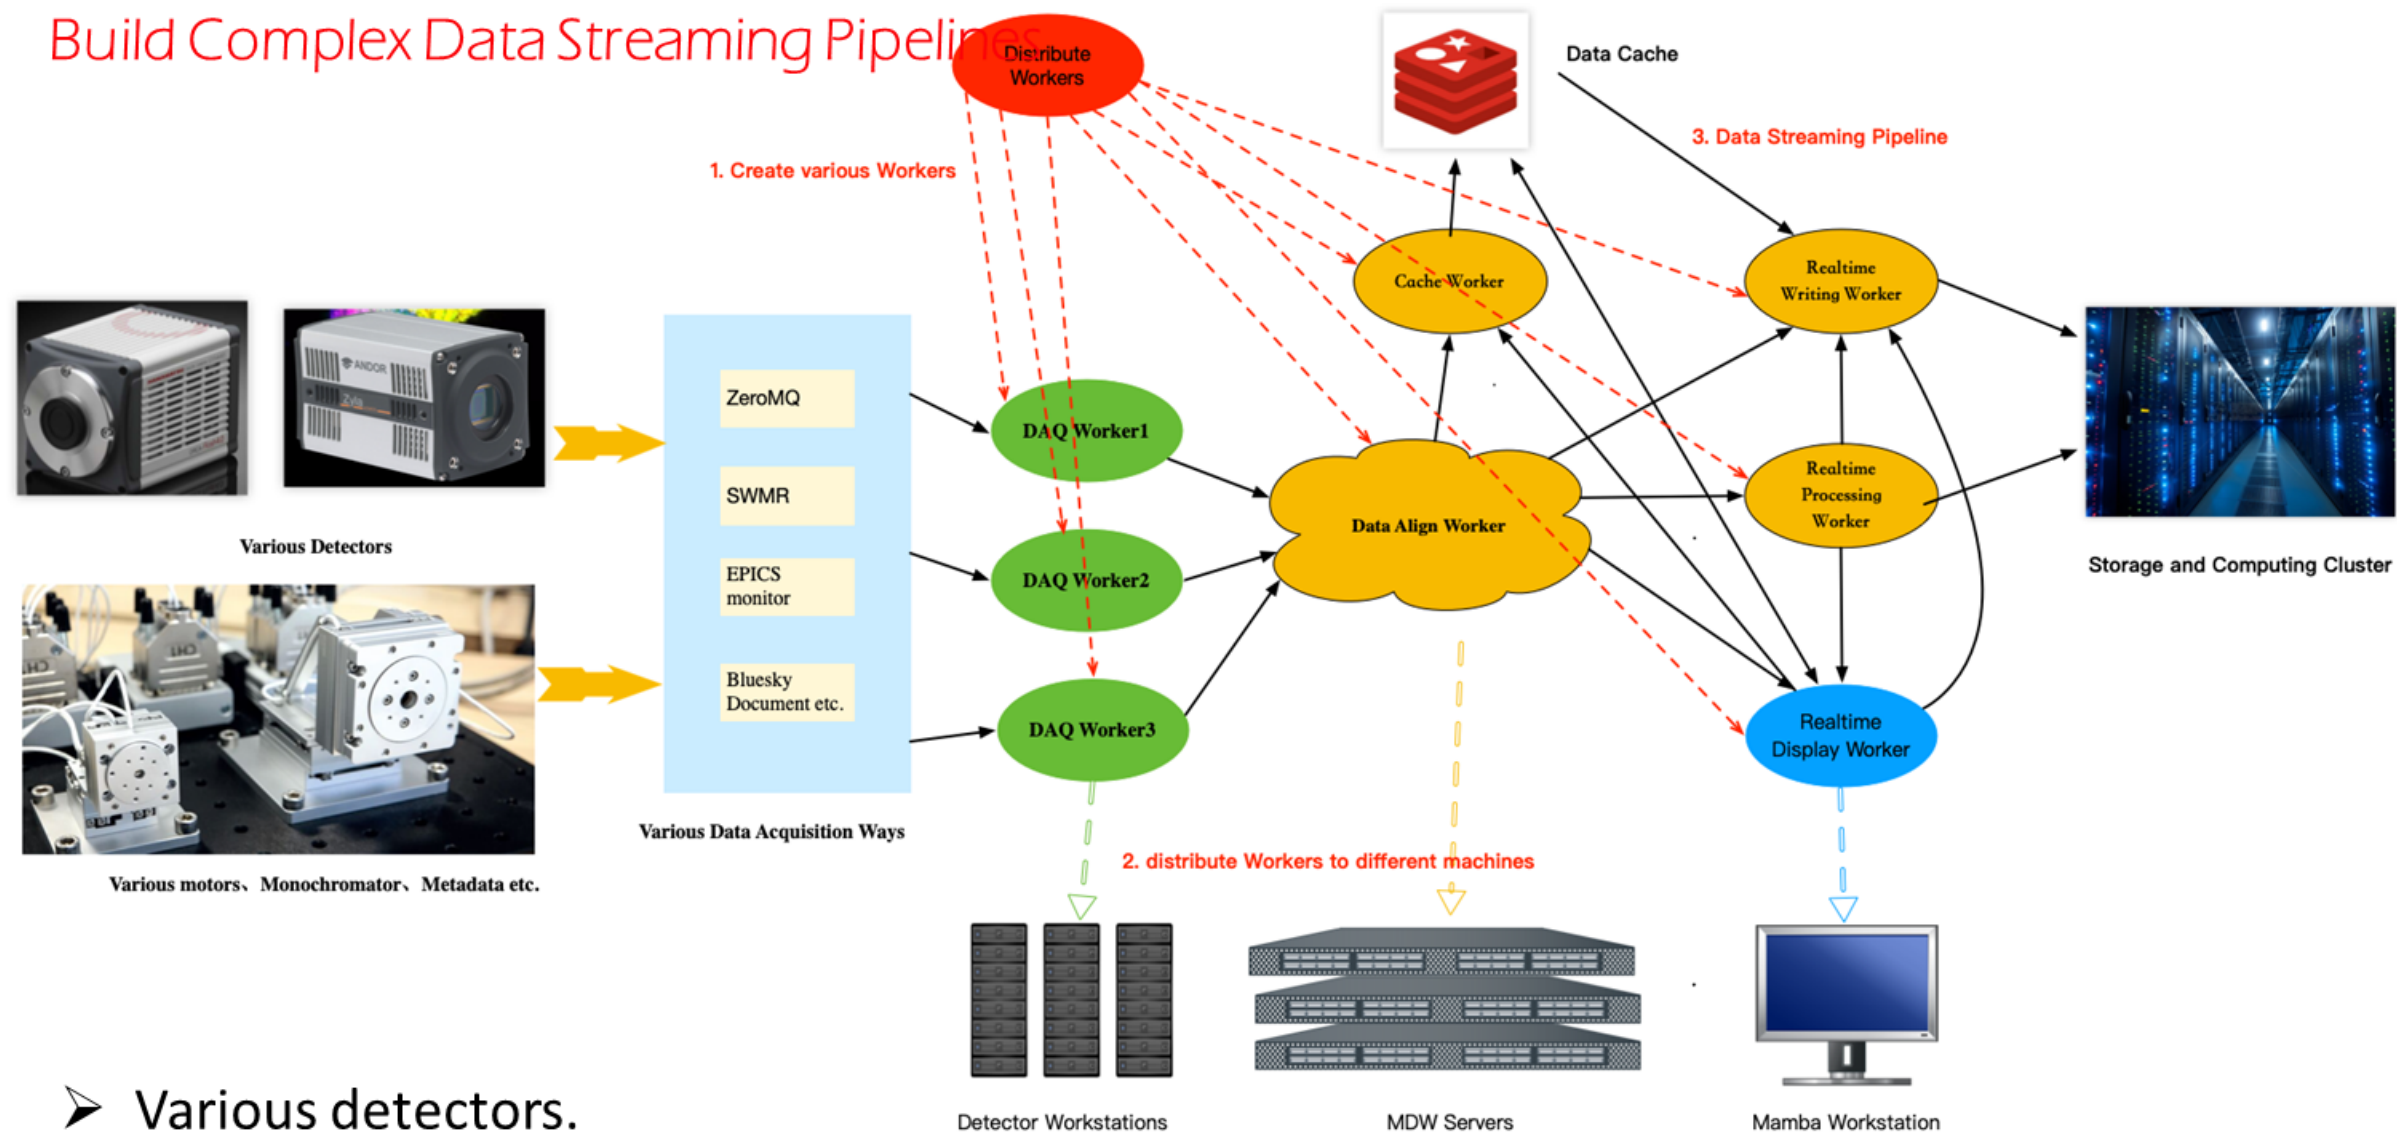 Build Complex Data Streaming Pipelines
Distribute
Workers
Data Cache
3. Data Streaming Pipeline
1. Create various Workers
Cache Worker
Realtime
Writing Worker
ANDOR
Zyla
Various Detectors
ZeroMQ
SWMR
EPICS
monitor
Bluesky
Document etc.
Various Data Acquisition Ways
DAQ Worker1
DAQ Worker2
DAQ Worker3
Data Align Worker
Realtime
Processing
Worker
Storage and Computing Cluster
Realtime
Display Worker
Various motors、Monochromator、Metadata etc.
2. distribute Workers to different machines
Detector Workstations
MDW Servers
Mamba Workstation
➢ Various detectors.